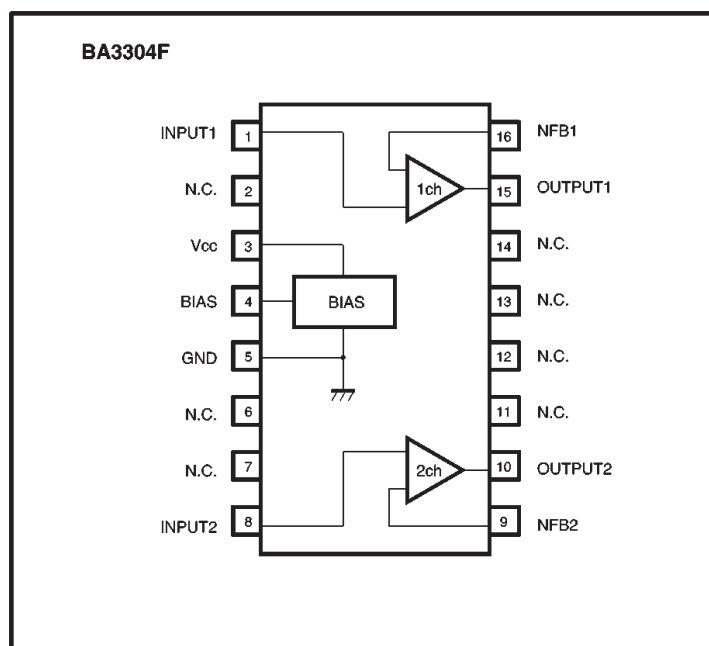 BA3304F
INPUT1 1
N.C. 2
Vcc 3
BIAS 4
GND 5
N.C. 6
N.C. 7
INPUT2 8
1ch
BIAS
2ch
16 NFB1
15 OUTPUT1
14 N.C.
13 N.C.
12 N.C.
11 N.C.
10 OUTPUT2
9 NFB2